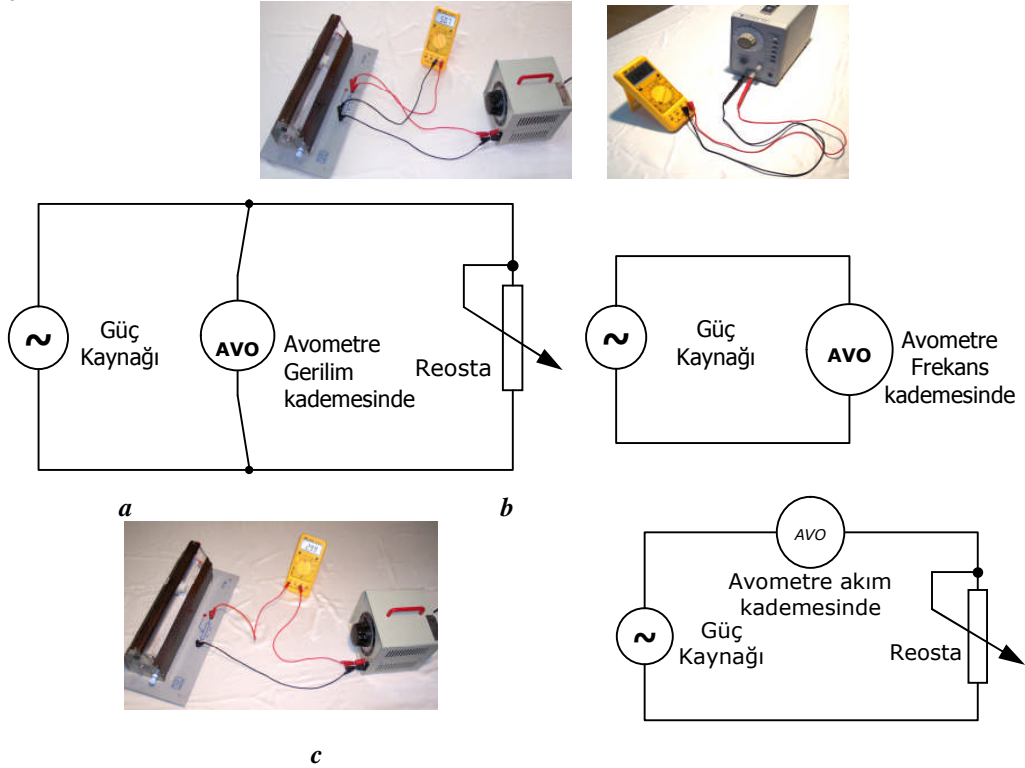 ~
Güç
Kaynağı
AVO
Avometre
Gerilim
kademesinde
Reosta
~
Güç
Kaynağı
AVO
Avometre
Frekans
kademesinde
a
b
AVO
Avometre akım
kademesinde
~
Güç
Kaynağı
Reosta
c